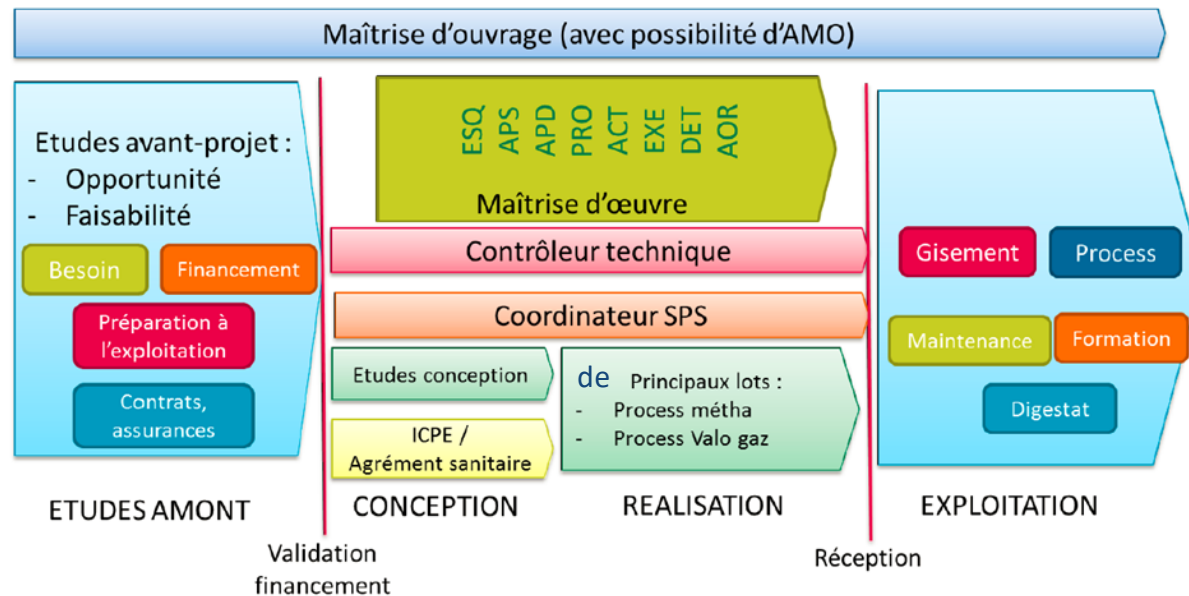 Maîtrise d'ouvrage (avec possibilité d'AMO)
Etudes avant-projet :
- Opportunité
- Faisabilité
Besoin
Financement
Préparation à
l'exploitation
Contrats,
assurances
ESQ
APS
APD
PRO
ACT
EXE
DET
AOR
Maîtrise d'œuvre
Contrôleur technique
Coordinateur SPS
Etudes conception
ICPE /
Agrément sanitaire
de Principaux lots :
- Process métha
- Process Valo gaz
Gisement
Process
Maintenance
Formation
Digestat
ETUDES AMONT
CONCEPTION
REALISATION
EXPLOITATION
Validation
financement
Réception